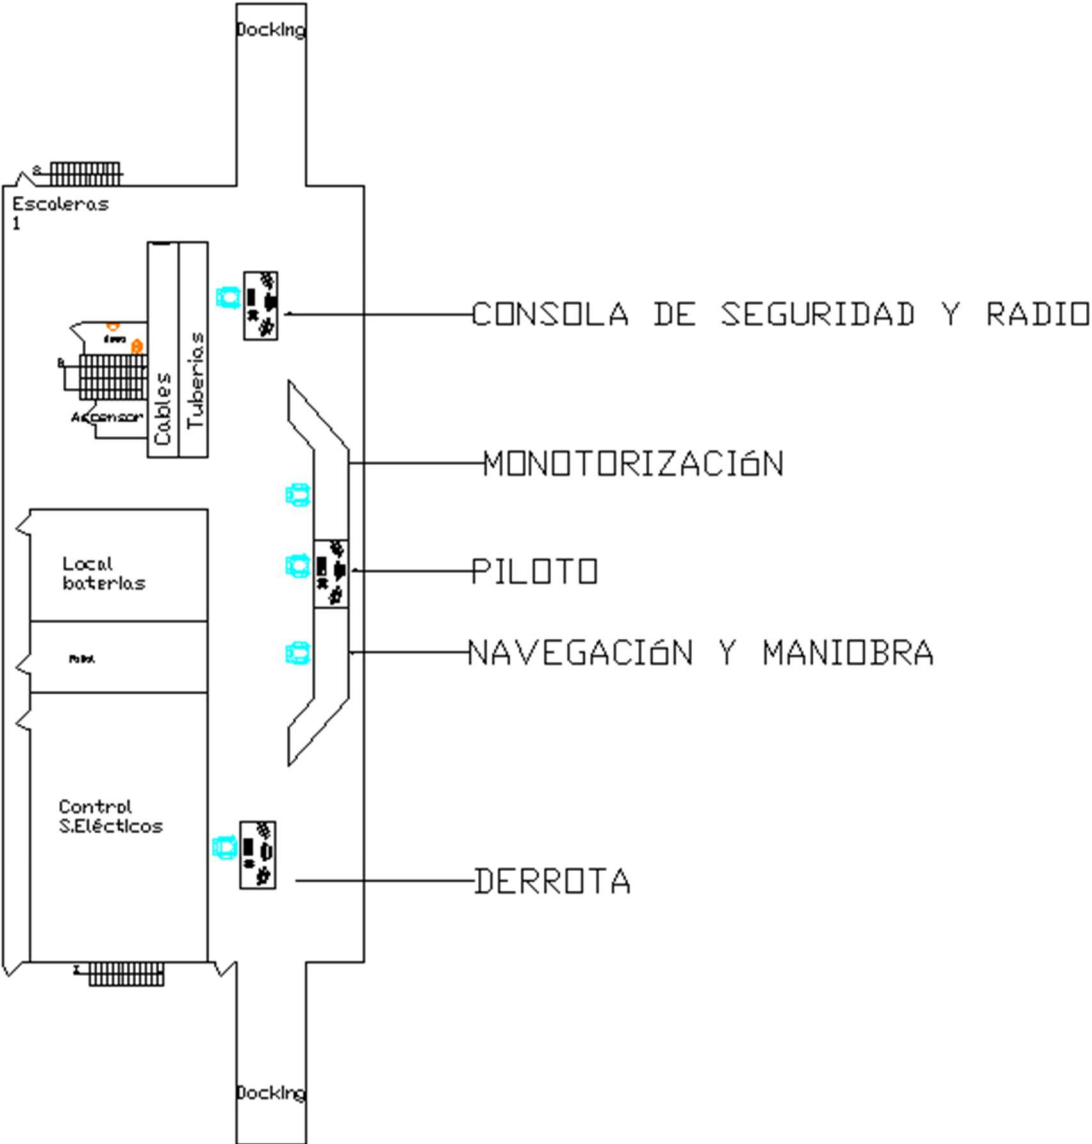 Docking
Escaleras
1
CONSOLA DE SEGURIDAD Y RADIO
Cables
Tuberias
Ascensor
MONOTORIZACIóN
Local
baterias
PILOTO
NAVEGACIóN Y MANIOBRA
Control
S.Elécticos
DERROTA
Docking